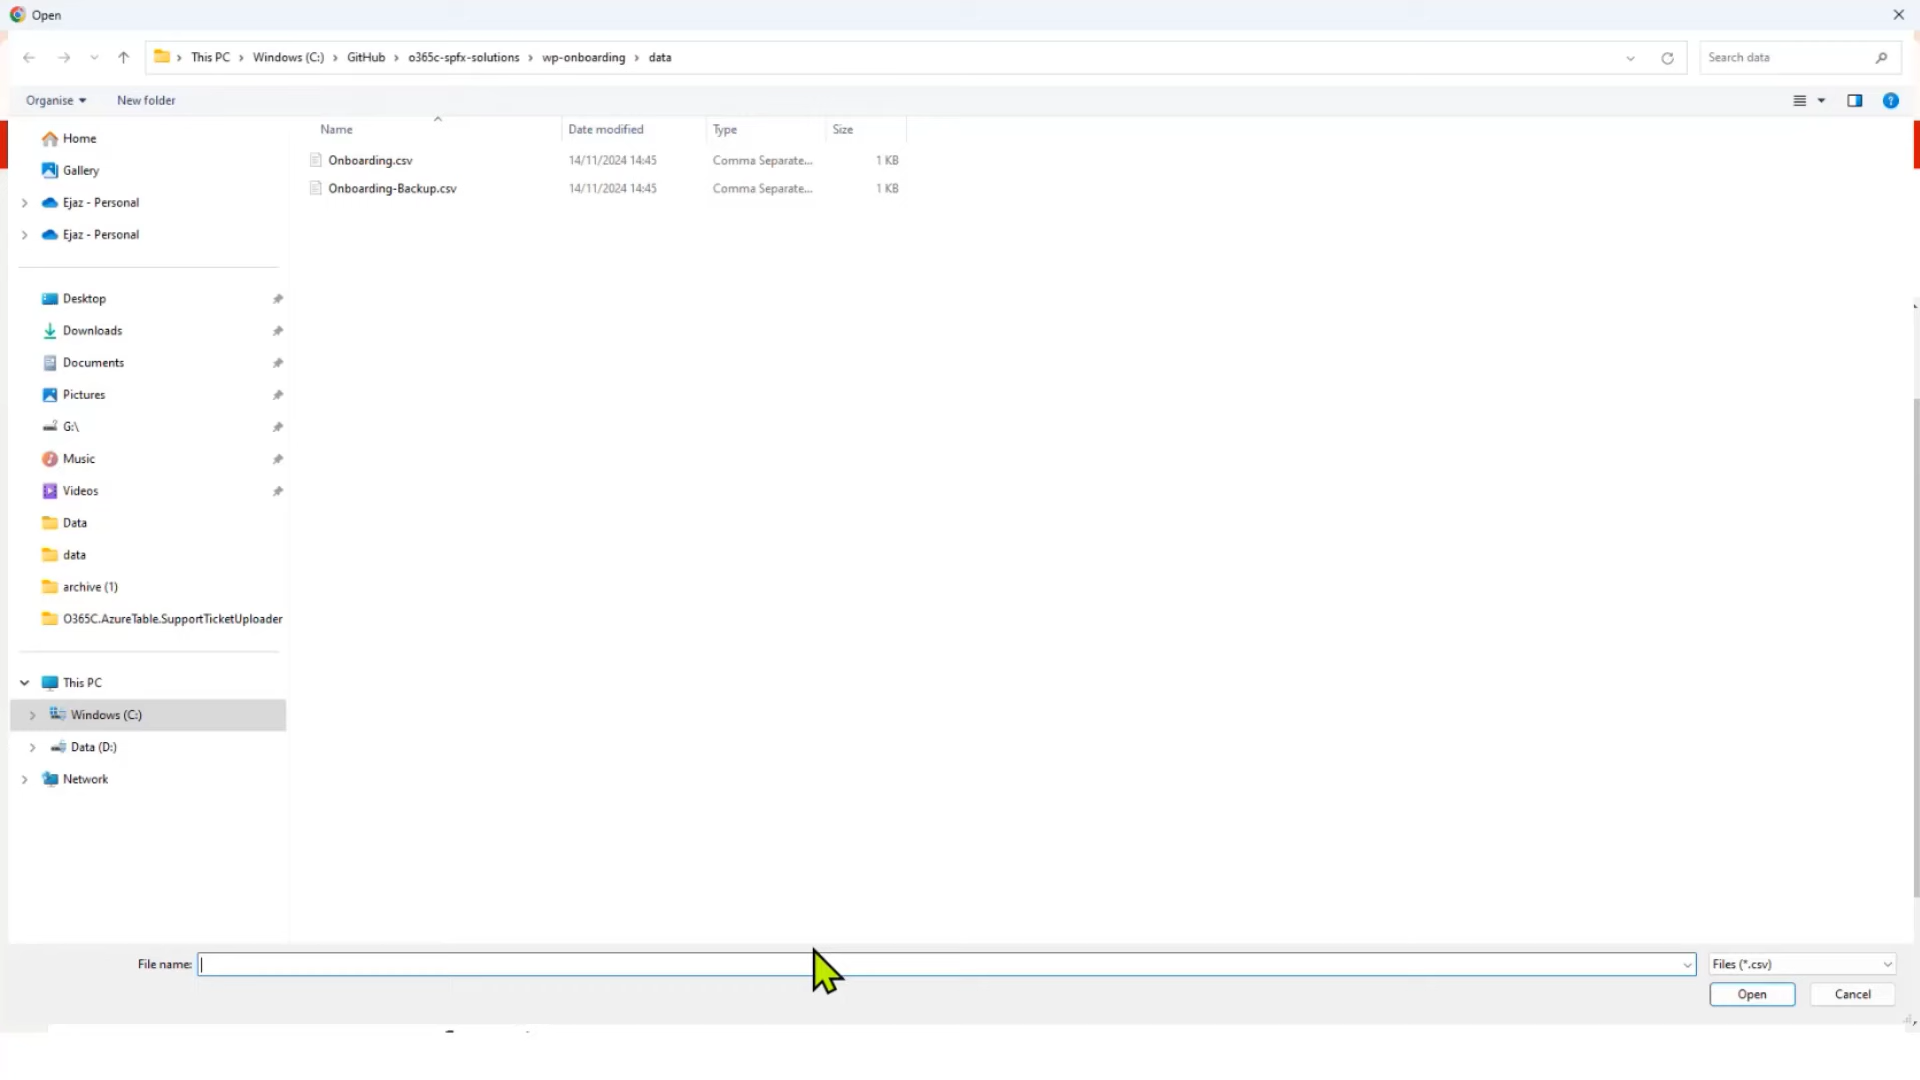 Open
This PC > Windows (C:) > GitHub > o365c-spfx-solutions > wp-onboarding > data
Search data
Organise
New folder
Name
Date modified
Type
Size
Onboarding.csv
14/11/2024 14:45
Comma Separate...
1 KB
Onboarding-Backup.csv
14/11/2024 14:45
Comma Separate...
1 KB
Home
Gallery
Ejaz - Personal
Ejaz - Personal
Desktop
Downloads
Documents
Pictures
G:\
Music
Videos
Data
data
archive (1)
O365C.AzureTable.SupportTicketUploader
This PC
Windows (C:)
Data (D:)
Network
File name:
Files (*.csv)
Open
Cancel